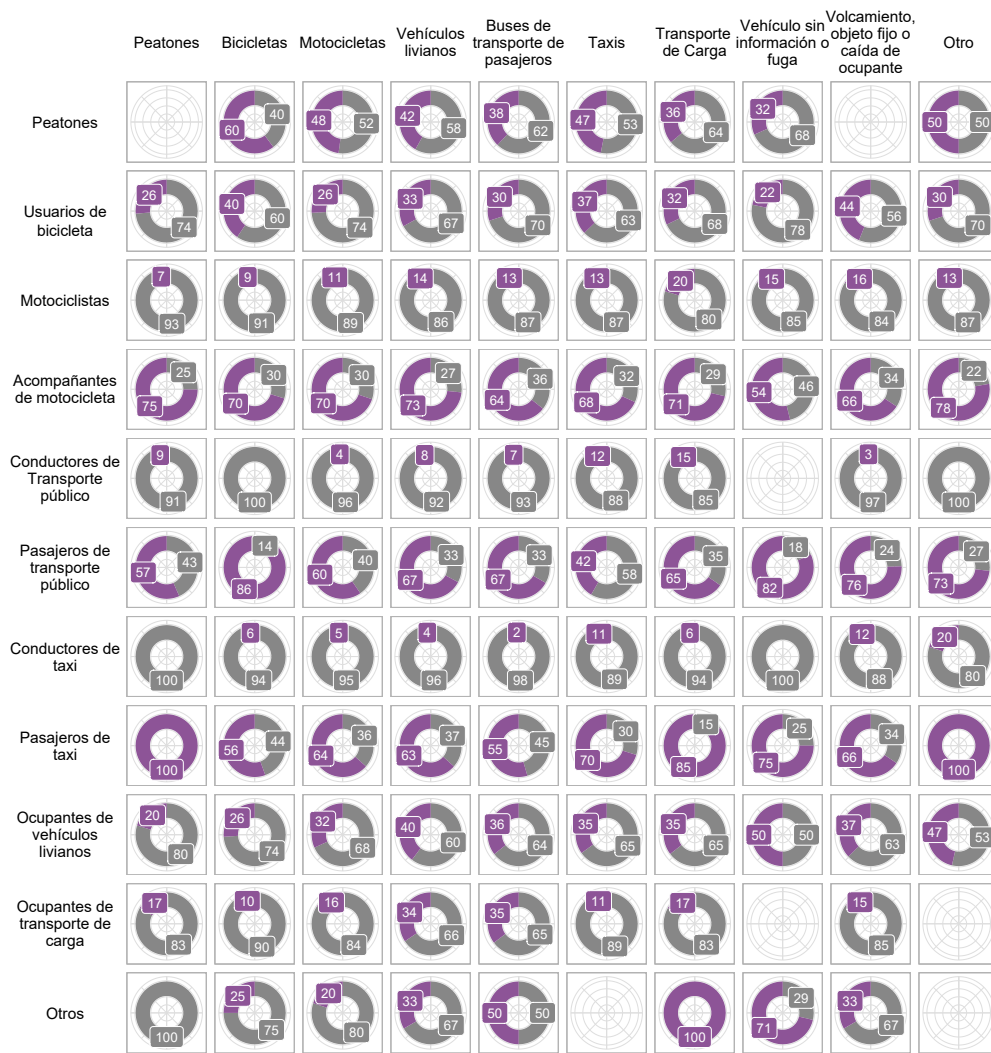 Peatones Bicicletas Motocicletas Vehículos livianos Buses de transporte de pasajeros Taxis Transporte de Carga Vehículo sin información o fuga Volcamiento, objeto fijo o caída de ocupante Otro
Peatones
60 40 48 52 42 58 38 62 47 53 36 64 32 68 50 50
Usuarios de bicicleta
26 74 40 60 26 74 33 67 30 70 37 63 32 68 22 78 44 56 30 70
Motociclistas
7 93 9 91 11 89 14 86 13 87 13 87 20 80 15 85 16 84 13 87
Acompañantes de motocicleta
75 25 70 30 70 30 73 27 64 36 68 32 71 29 54 46 66 34 78 22
Conductores de Transporte público
9 91 100 4 96 8 92 7 93 12 88 15 85 3 97 100
Pasajeros de transporte público
57 43 86 14 60 40 67 33 67 33 42 58 65 35 82 18 76 24 73 27
Conductores de taxi
100 6 94 5 95 4 96 2 98 11 89 6 94 100 12 88 20 80
Pasajeros de taxi
100 56 44 64 36 63 37 55 45 70 30 85 15 75 25 66 34 100
Ocupantes de vehículos livianos
20 80 26 74 32 68 40 60 36 64 35 65 35 65 50 50 37 63 47 53
Ocupantes de transporte de carga
17 83 10 90 16 84 34 66 35 65 11 89 17 83 15 85
Otros
100 25 75 20 80 33 67 50 50 100 71 29 33 67